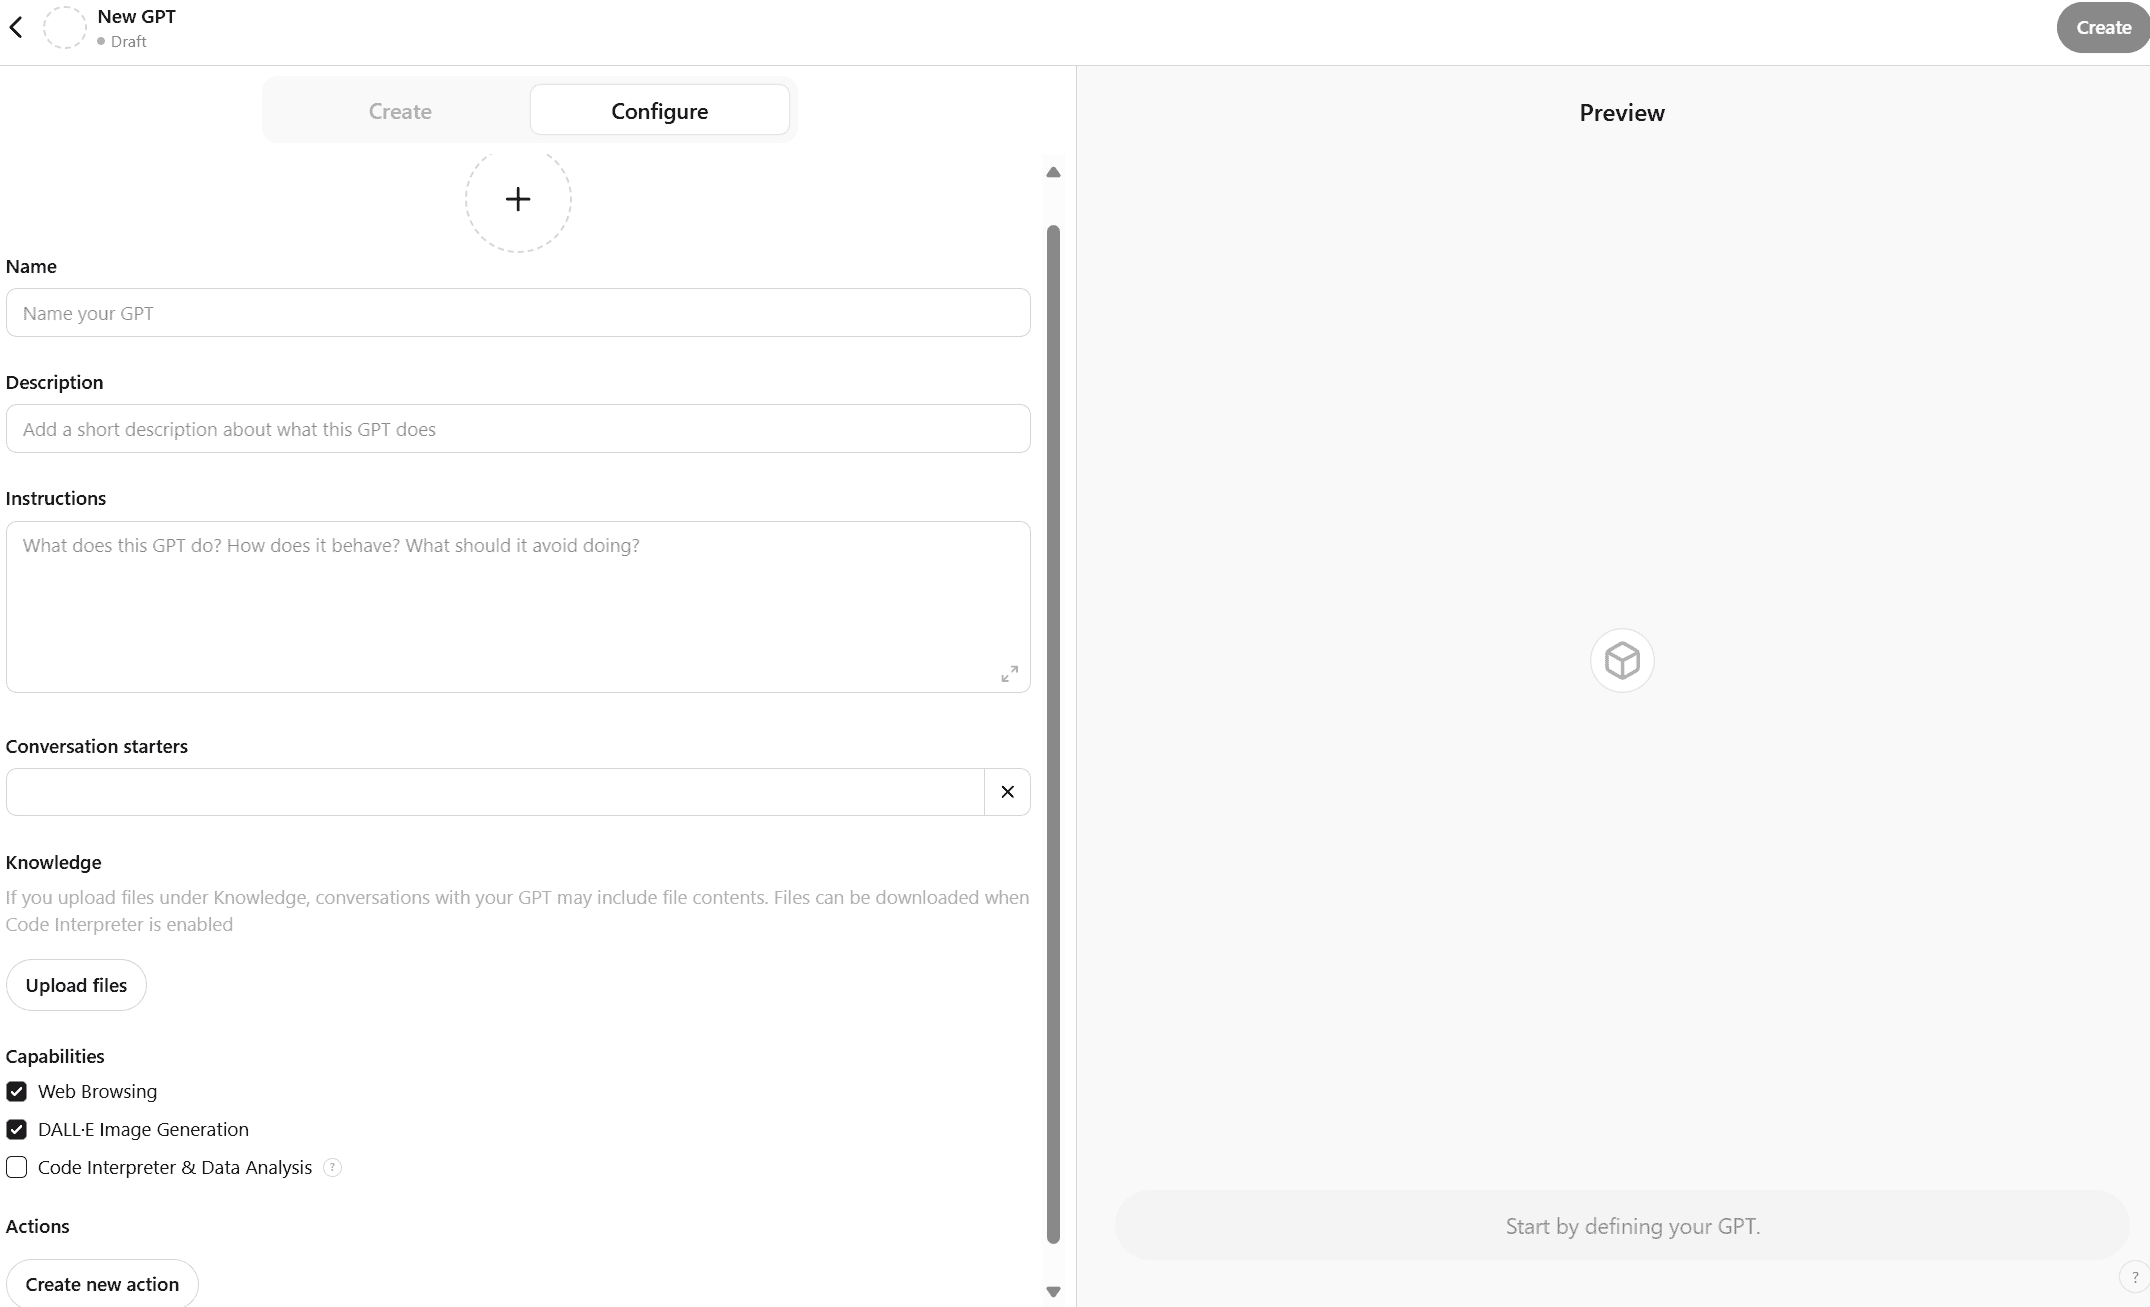 New GPT
Draft
Create
Create
Configure
Preview
Name
Name your GPT
Description
Add a short description about what this GPT does
Instructions
What does this GPT do? How does it behave? What should it avoid doing?
Conversation starters
Knowledge
If you upload files under Knowledge, conversations with your GPT may include file contents. Files can be downloaded when
Code Interpreter is enabled
Upload files
Capabilities
Web Browsing
DALL·E Image Generation
Code Interpreter & Data Analysis ?
Actions
Create new action
Start by defining your GPT.
?